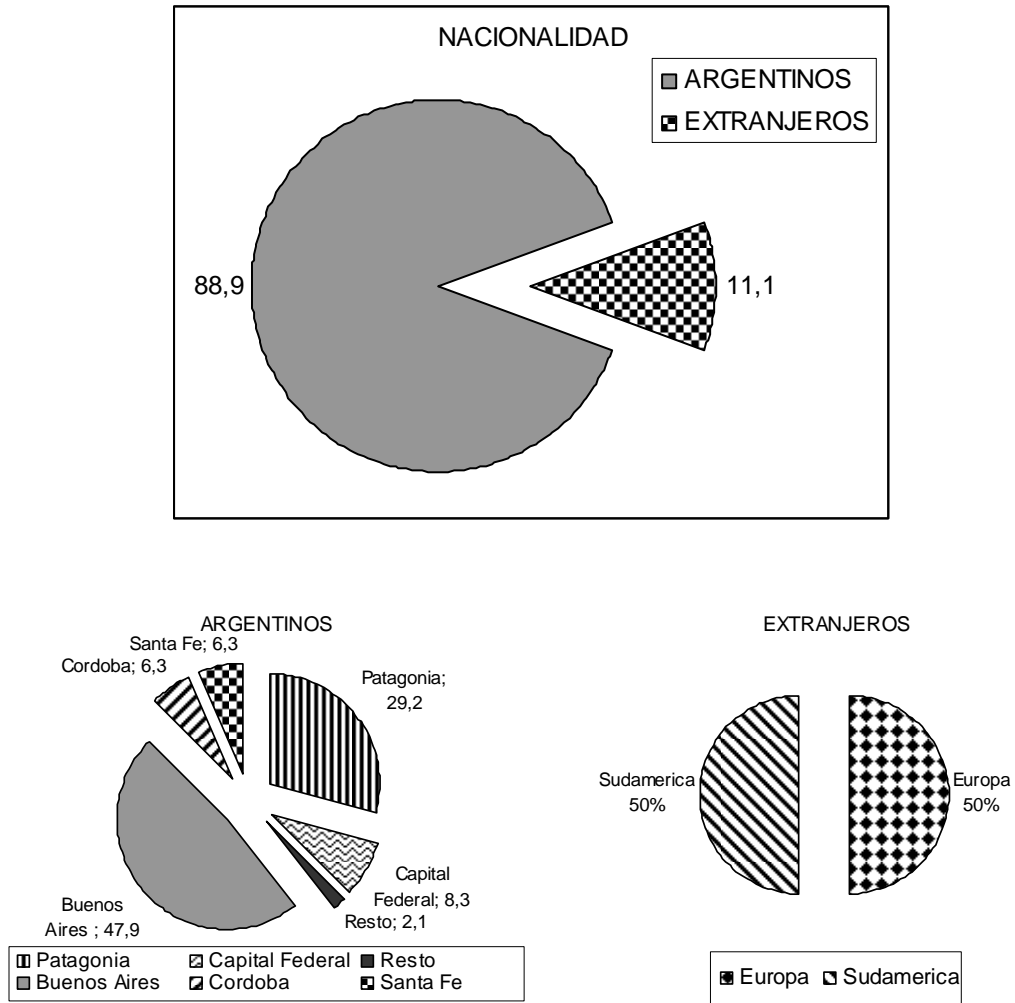 NACIONALIDAD
ARGENTINOS
EXTRANJEROS
88,9
11,1
ARGENTINOS
Santa Fe; 6,3
Cordoba; 6,3
Patagonia;
29,2
Capital
Federal; 8,3
Resto; 2,1
Buenos
Aires ; 47,9
Patagonia
Capital Federal
Resto
Buenos Aires
Cordoba
Santa Fe
EXTRANJEROS
Sudamerica
50%
Europa
50%
Europa
Sudamerica